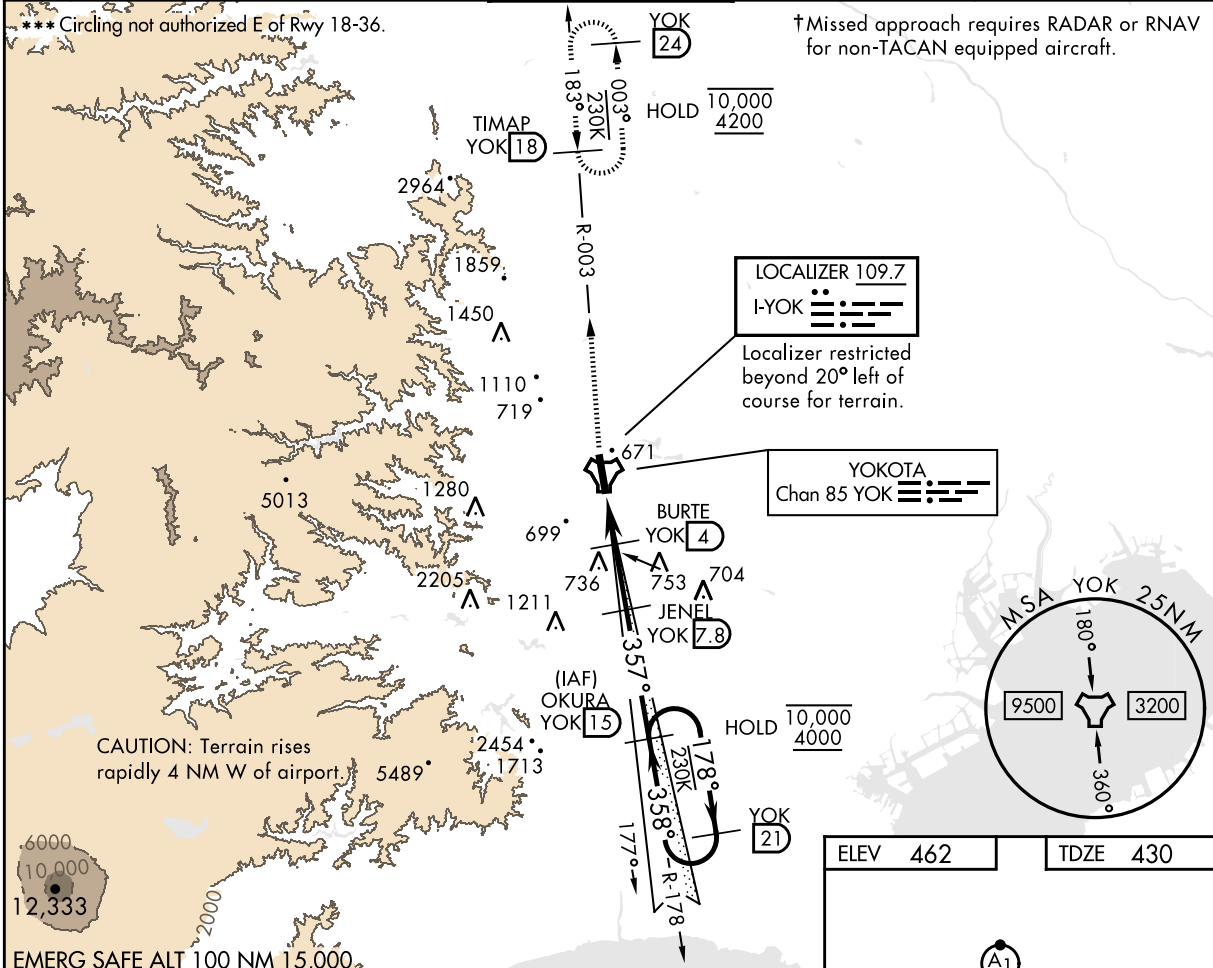 *** Circling not authorized E of Rwy 18-36.
†Missed approach requires RADAR or RNAV
for non-TACAN equipped aircraft.
YOK
24
183°
230K
003°
HOLD
10,000
4200
TIMAP
YOK 18
2964
R-003
1859
1450
1110
719
LOCALIZER 109.7
I-YOK
Localizer restricted
beyond 20° left of
course for terrain.
671
YOKOTA
Chan 85 YOK
5013
1280
699
BURTE
YOK 4
736
753
704
2205
1211
JENEL
YOK 7.8
357°
(IAF)
OKURA
YOK 15
HOLD
10,000
4000
178°
230K
358°
YOK
21
177°
R-178
2454
1713
CAUTION: Terrain rises
rapidly 4 NM W of airport.
5489
6000
10,000
12,333
2000
EMERG SAFE ALT 100 NM 15,000
MSA YOK 25NM
180°
9500
3200
360°
ELEV 462
TDZE 430
A1